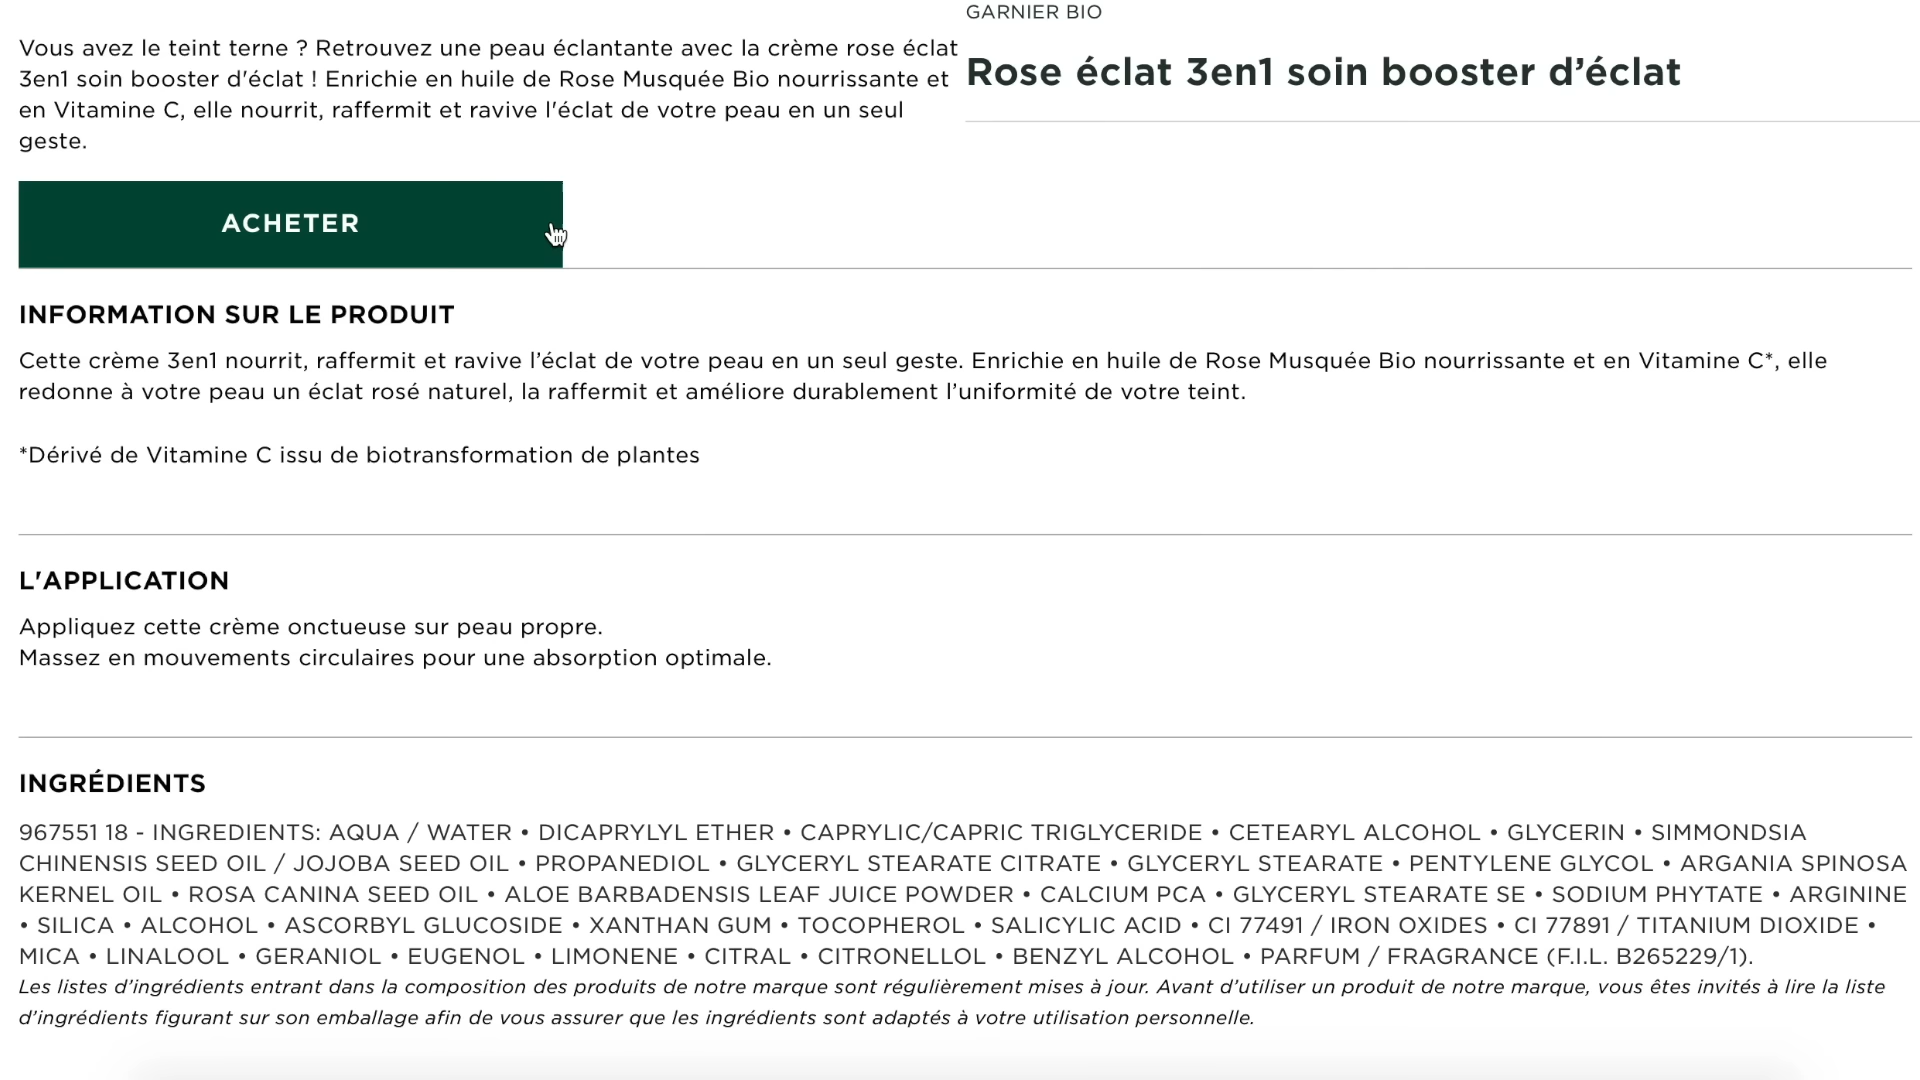 GARNIER BIO
Rose éclat 3en1 soin booster d’éclat
Vous avez le teint terne ? Retrouvez une peau éclantante avec la crème rose éclat
3en1 soin booster d'éclat ! Enrichie en huile de Rose Musquée Bio nourrissante et
en Vitamine C, elle nourrit, raffermit et ravive l'éclat de votre peau en un seul
geste.
ACHETER
INFORMATION SUR LE PRODUIT
Cette crème 3en1 nourrit, raffermit et ravive l’éclat de votre peau en un seul geste. Enrichie en huile de Rose Musquée Bio nourrissante et en Vitamine C*, elle
redonne à votre peau un éclat rosé naturel, la raffermit et améliore durablement l’uniformité de votre teint.
*Dérivé de Vitamine C issu de biotransformation de plantes
L'APPLICATION
Appliquez cette crème onctueuse sur peau propre.
Massez en mouvements circulaires pour une absorption optimale.
INGRÉDIENTS
967551 18 - INGREDIENTS: AQUA / WATER • DICAPRYLYL ETHER • CAPRYLIC/CAPRIC TRIGLYCERIDE • CETEARYL ALCOHOL • GLYCERIN • SIMMONDSIA
CHINENSIS SEED OIL / JOJOBA SEED OIL • PROPANEDIOL • GLYCERYL STEARATE CITRATE • GLYCERYL STEARATE • PENTYLENE GLYCOL • ARGANIA SPINOSA
KERNEL OIL • ROSA CANINA SEED OIL • ALOE BARBADENSIS LEAF JUICE POWDER • CALCIUM PCA • GLYCERYL STEARATE SE • SODIUM PHYTATE • ARGININE
• SILICA • ALCOHOL • ASCORBYL GLUCOSIDE • XANTHAN GUM • TOCOPHEROL • SALICYLIC ACID • CI 77491 / IRON OXIDES • CI 77891 / TITANIUM DIOXIDE •
MICA • LINALOOL • GERANIOL • EUGENOL • LIMONENE • CITRAL • CITRONELLOL • BENZYL ALCOHOL • PARFUM / FRAGRANCE (F.I.L. B265229/1).
Les listes d’ingrédients entrant dans la composition des produits de notre marque sont régulièrement mises à jour. Avant d’utiliser un produit de notre marque, vous êtes invités à lire la liste
d’ingrédients figurant sur son emballage afin de vous assurer que les ingrédients sont adaptés à votre utilisation personnelle.